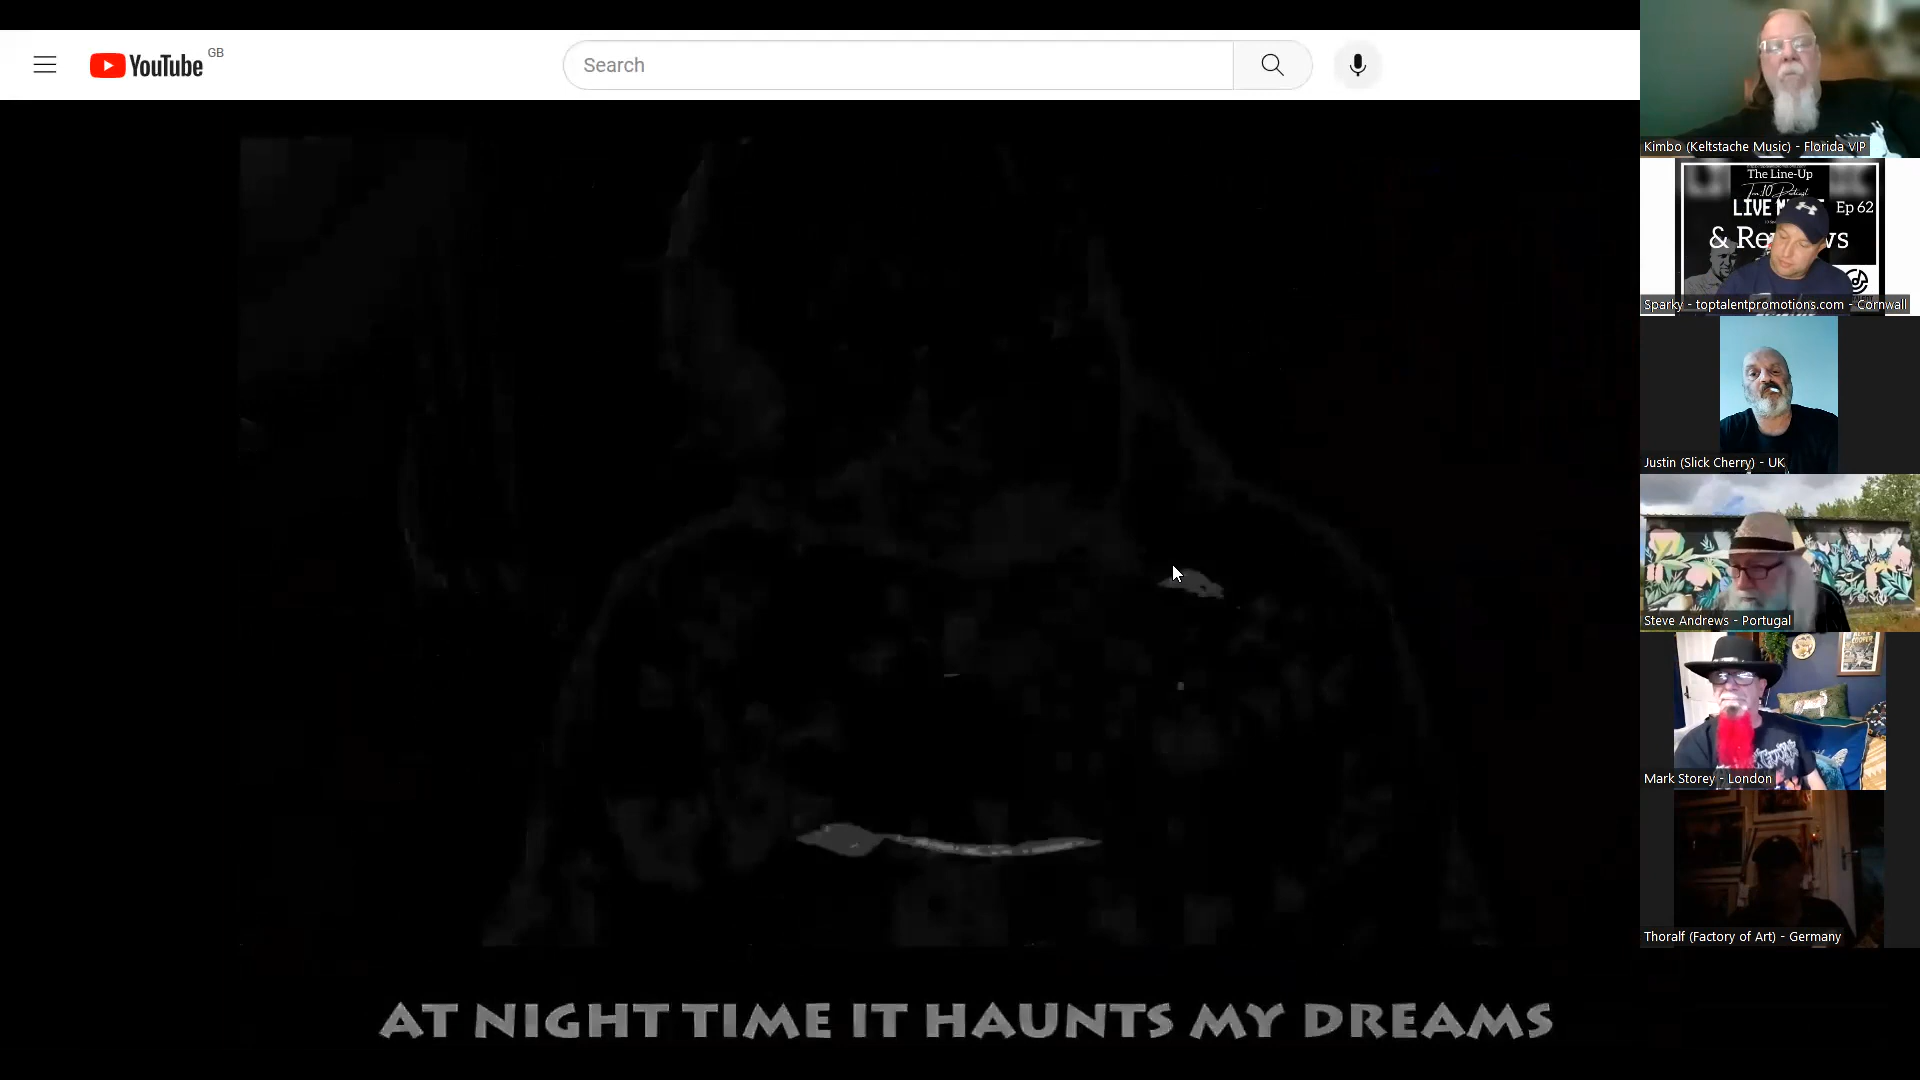 YouTube GB
Search
Kimbo (Keltstache Music) - Florida VIP
The Line-Up
LIVE
Ep 62
Sparky - toptalentpromotions.com - Cornwall
Justin (Slick Cherry) - UK
Steve Andrews - Portugal
Mark Storey - London
Thoralf (Factory of Art) - Germany
AT NIGHT TIME IT HAUNTS MY DREAMS